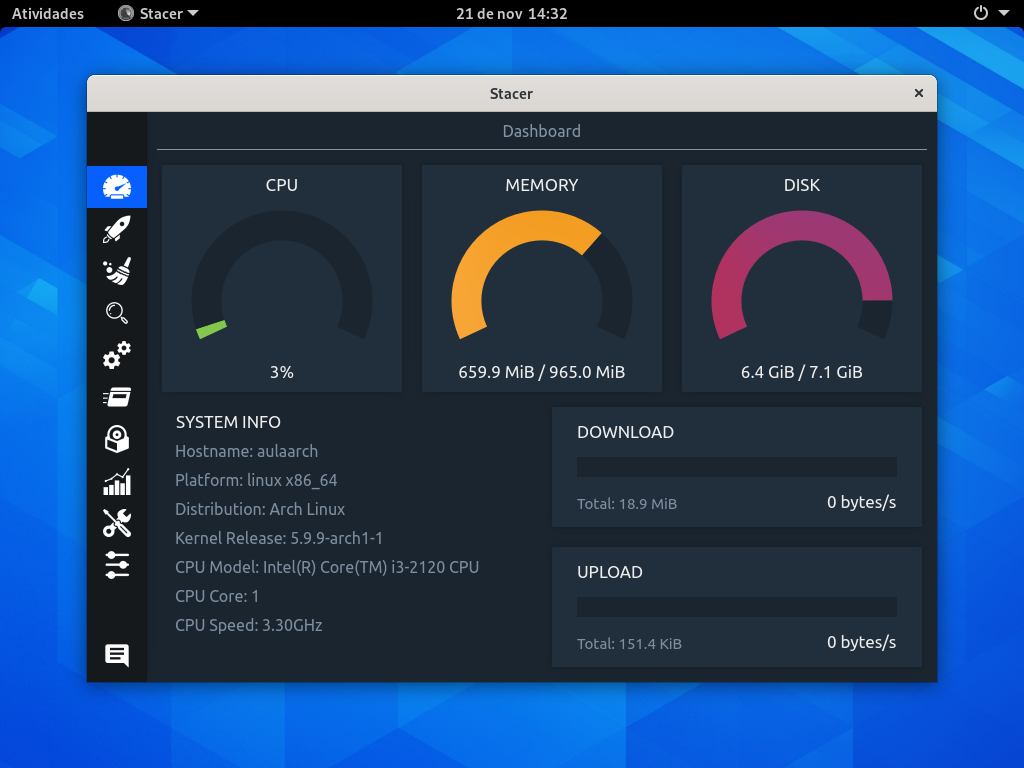 Atividades
Stacer
21 de nov 14:32
Stacer
Dashboard
CPU
3%
MEMORY
659.9 MiB / 965.0 MiB
DISK
6.4 GiB / 7.1 GiB
SYSTEM INFO
Hostname: aulaarch
Platform: linux x86_64
Distribution: Arch Linux
Kernel Release: 5.9.9-arch1-1
CPU Model: Intel(R) Core(TM) i3-2120 CPU
CPU Core: 1
CPU Speed: 3.30GHz
DOWNLOAD
Total: 18.9 MiB
0 bytes/s
UPLOAD
Total: 151.4 KiB
0 bytes/s